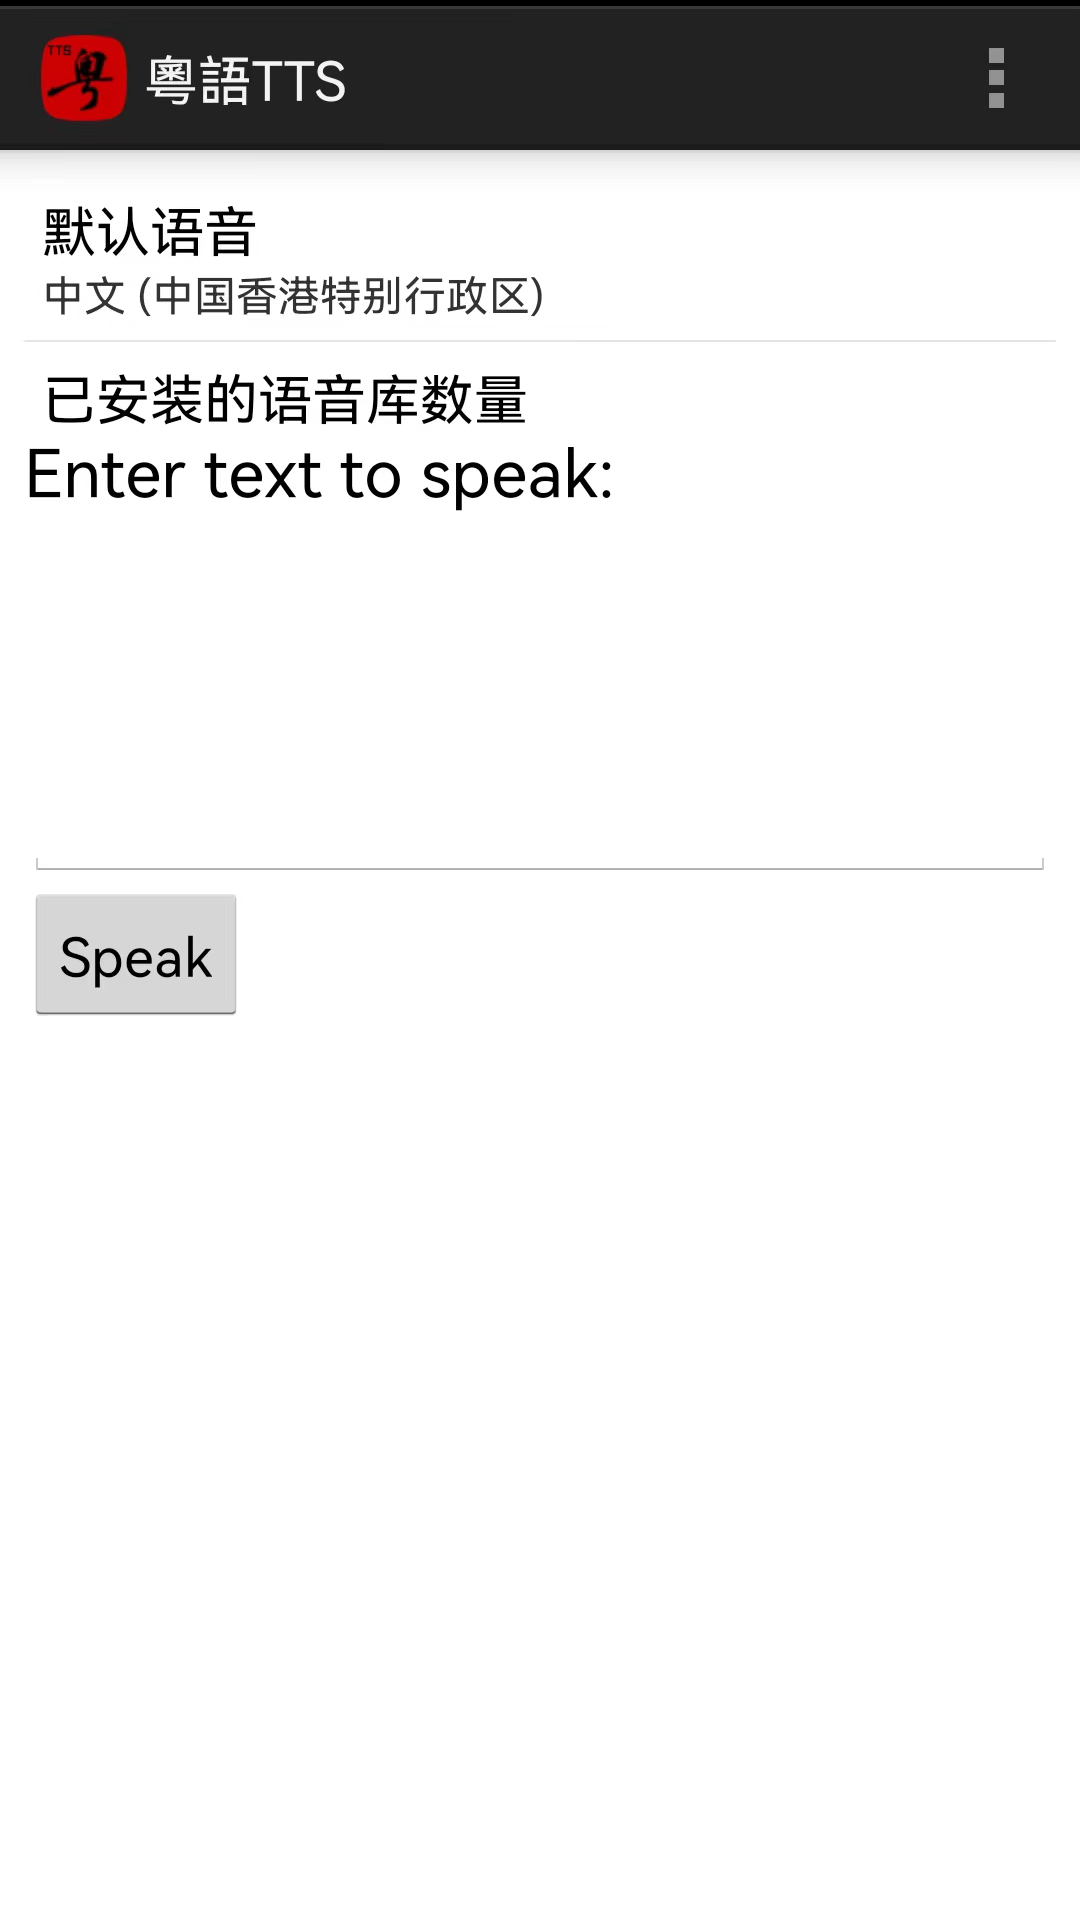 TTS
粤
粵語TTS
默认语音
中文 (中国香港特别行政区)
已安装的语音库数量
Enter text to speak:
Speak